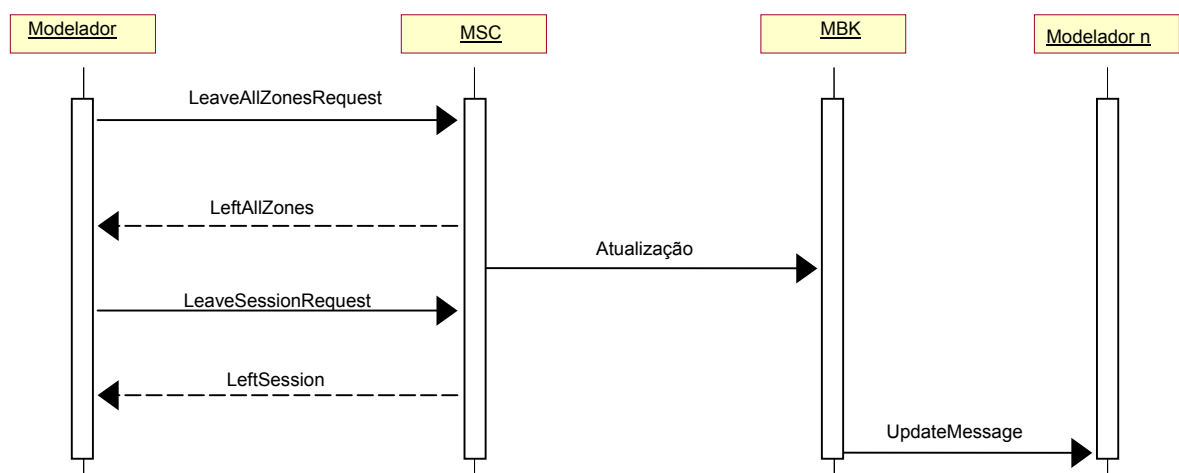 Modelador
MSC
MBK
Modelador n
LeaveAllZonesRequest
LeftAllZones
Atualização
LeaveSessionRequest
LeftSession
UpdateMessage